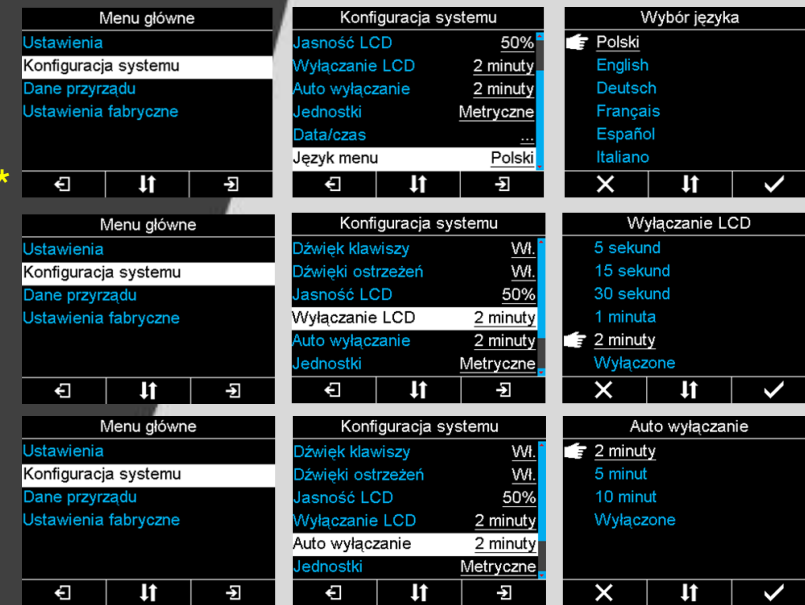 Menu główne
Ustawienia
Konfiguracja systemu
Dane przyrządu
Ustawienia fabryczne
Konfiguracja systemu
Jasność LCD 50%
Wyłączanie LCD 2 minuty
Auto wyłączanie 2 minuty
Jednostki Metryczne
Data/czas ...
Język menu Polski
Wybór języka
Polski
English
Deutsch
Français
Español
Italiano
*
Menu główne
Ustawienia
Konfiguracja systemu
Dane przyrządu
Ustawienia fabryczne
Konfiguracja systemu
Dźwięk klawiszy Wł.
Dźwięki ostrzeżeń Wł.
Jasność LCD 50%
Wyłączanie LCD 2 minuty
Auto wyłączanie 2 minuty
Jednostki Metryczne
Wyłączanie LCD
5 sekund
15 sekund
30 sekund
1 minuta
2 minuty
Wyłączone
Menu główne
Ustawienia
Konfiguracja systemu
Dane przyrządu
Ustawienia fabryczne
Konfiguracja systemu
Dźwięk klawiszy Wł.
Dźwięki ostrzeżeń Wł.
Jasność LCD 50%
Wyłączanie LCD 2 minuty
Auto wyłączanie 2 minuty
Jednostki Metryczne
Auto wyłączanie
2 minuty
5 minut
10 minut
Wyłączone